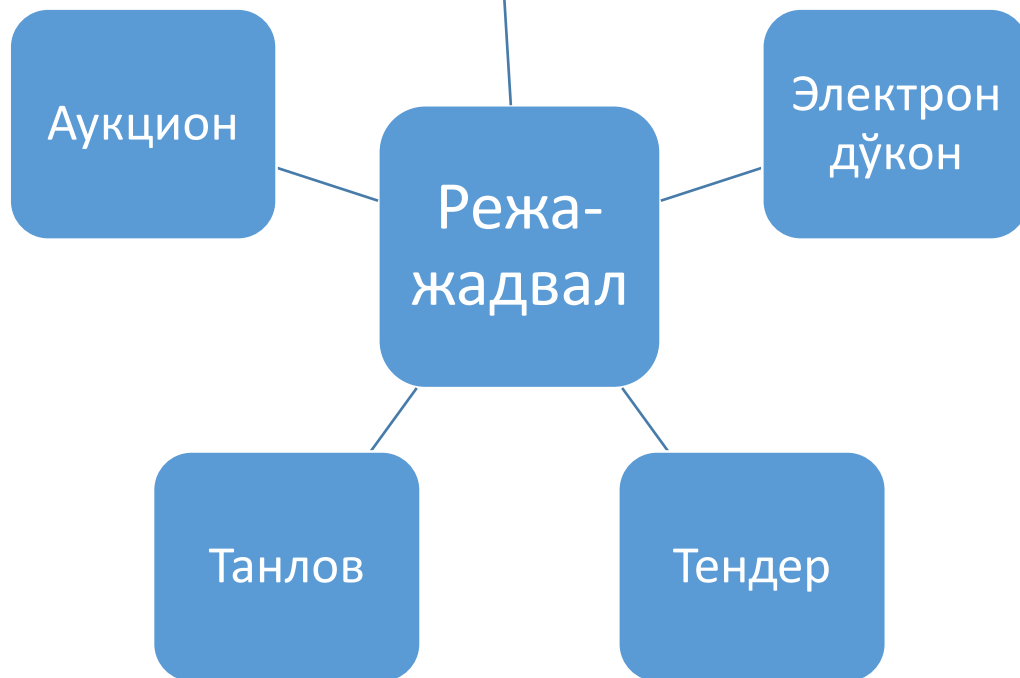 Аукцион
Электрон
дўкон
Режа-
жадвал
Танлов
Тендер